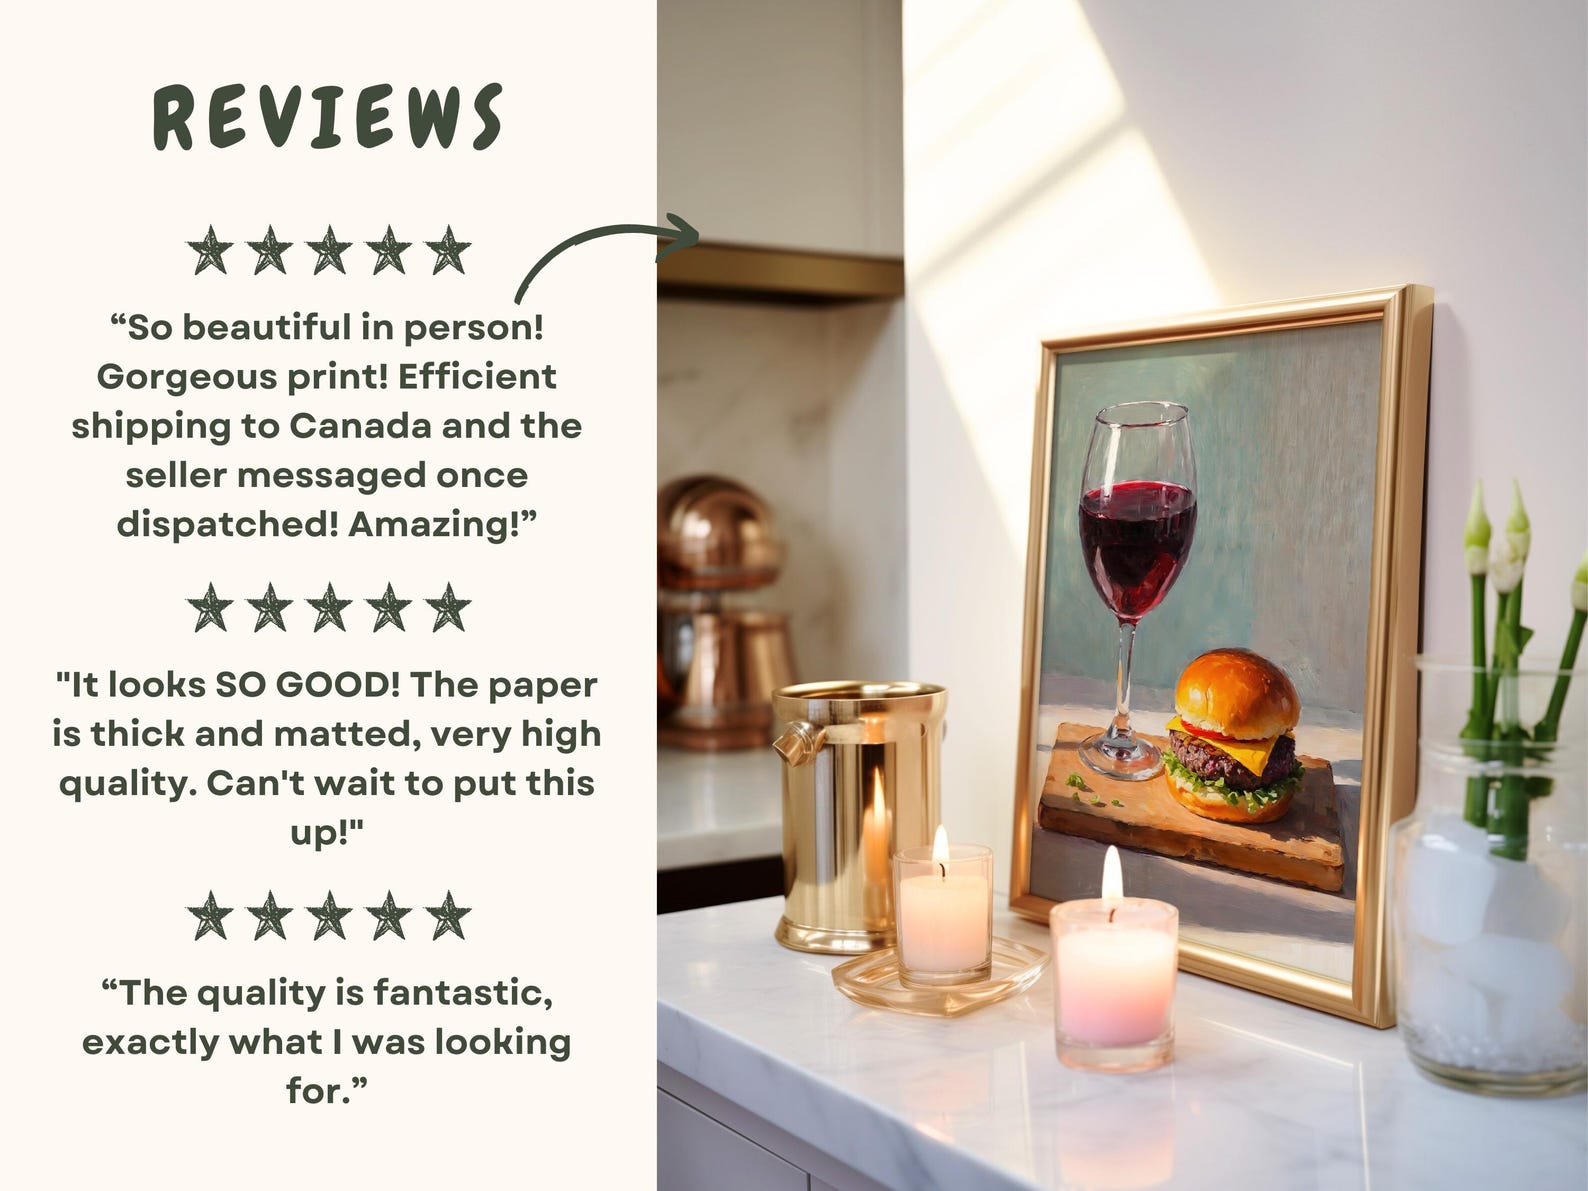 REVIEWS
“So beautiful in person!
Gorgeous print! Efficient
shipping to Canada and the
seller messaged once
dispatched! Amazing!”
"It looks SO GOOD! The paper
is thick and matted, very high
quality. Can't wait to put this
up!"
“The quality is fantastic,
exactly what I was looking
for.”